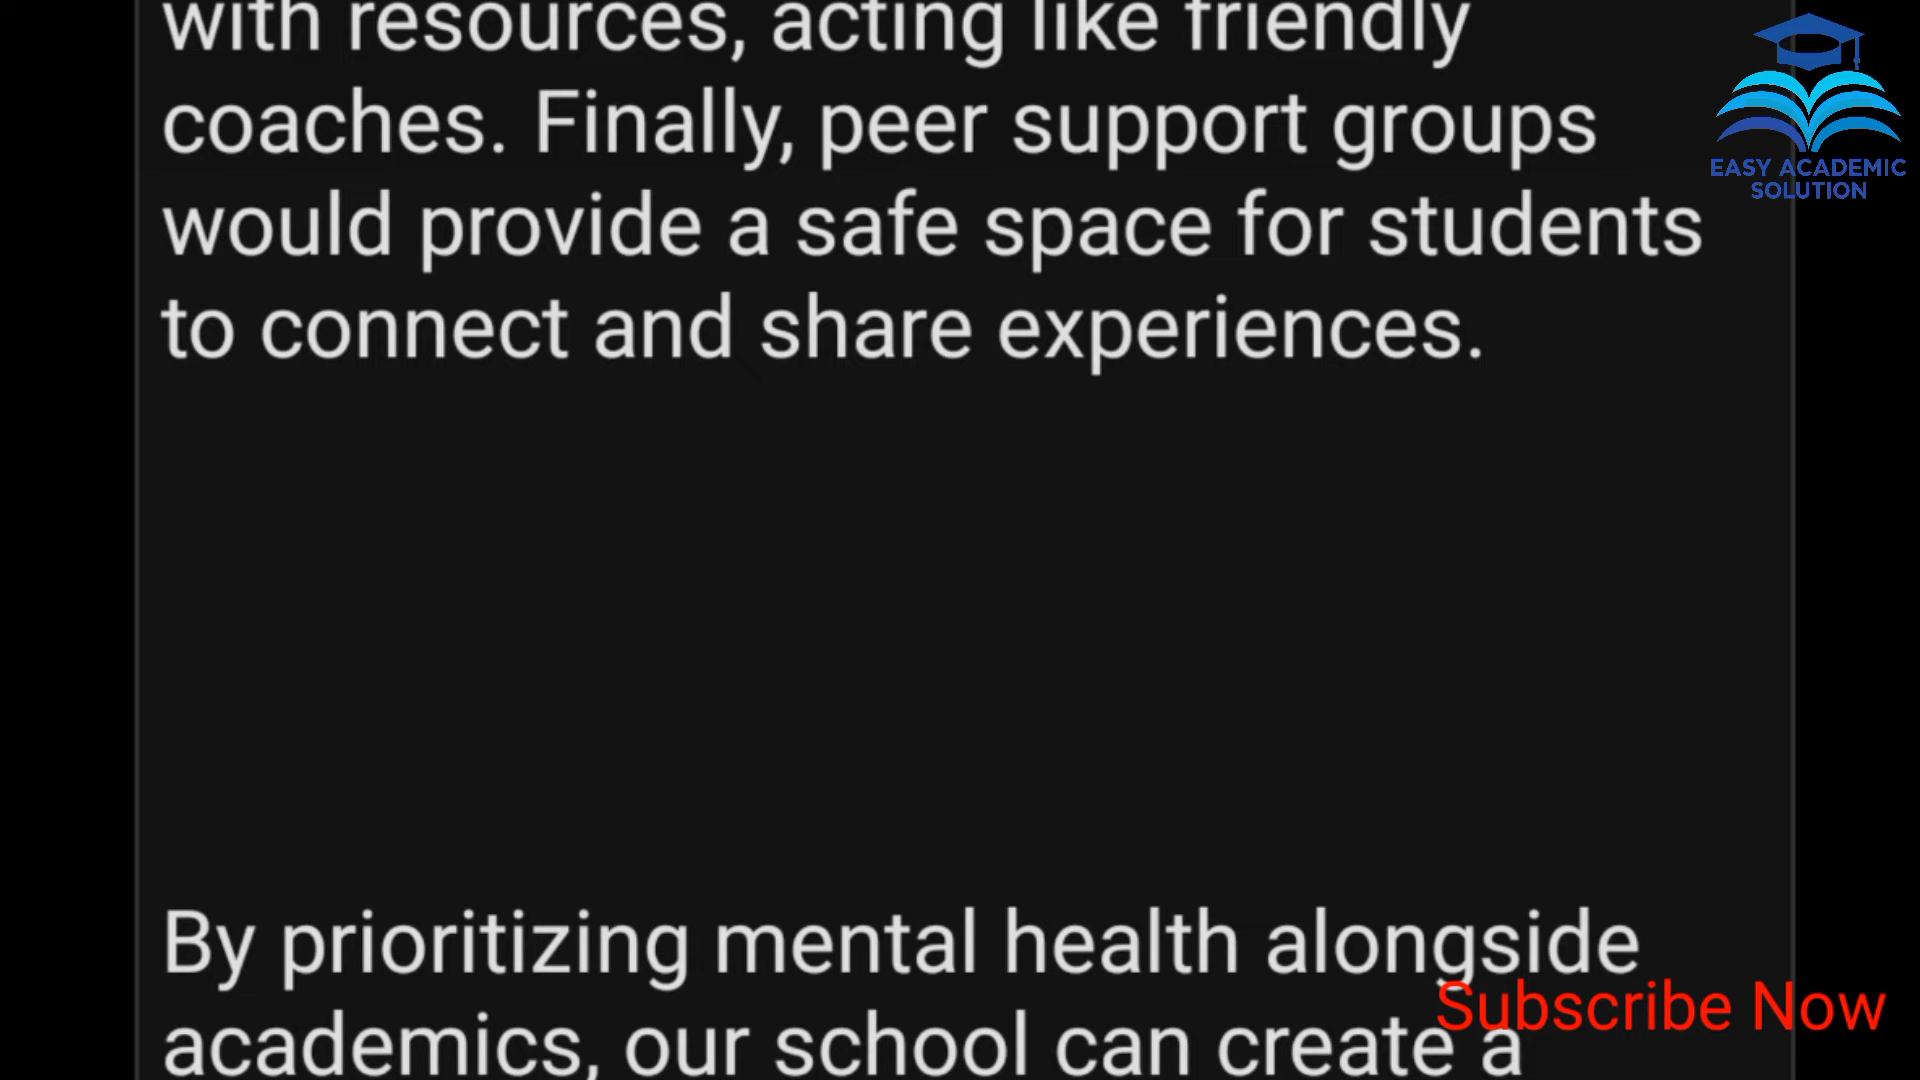 with resources, acting like friendly
coaches. Finally, peer support groups
would provide a safe space for students
to connect and share experiences.
EASY ACADEMIC
SOLUTION
By prioritizing mental health alongside
academics, our school can create a
Subscribe Now